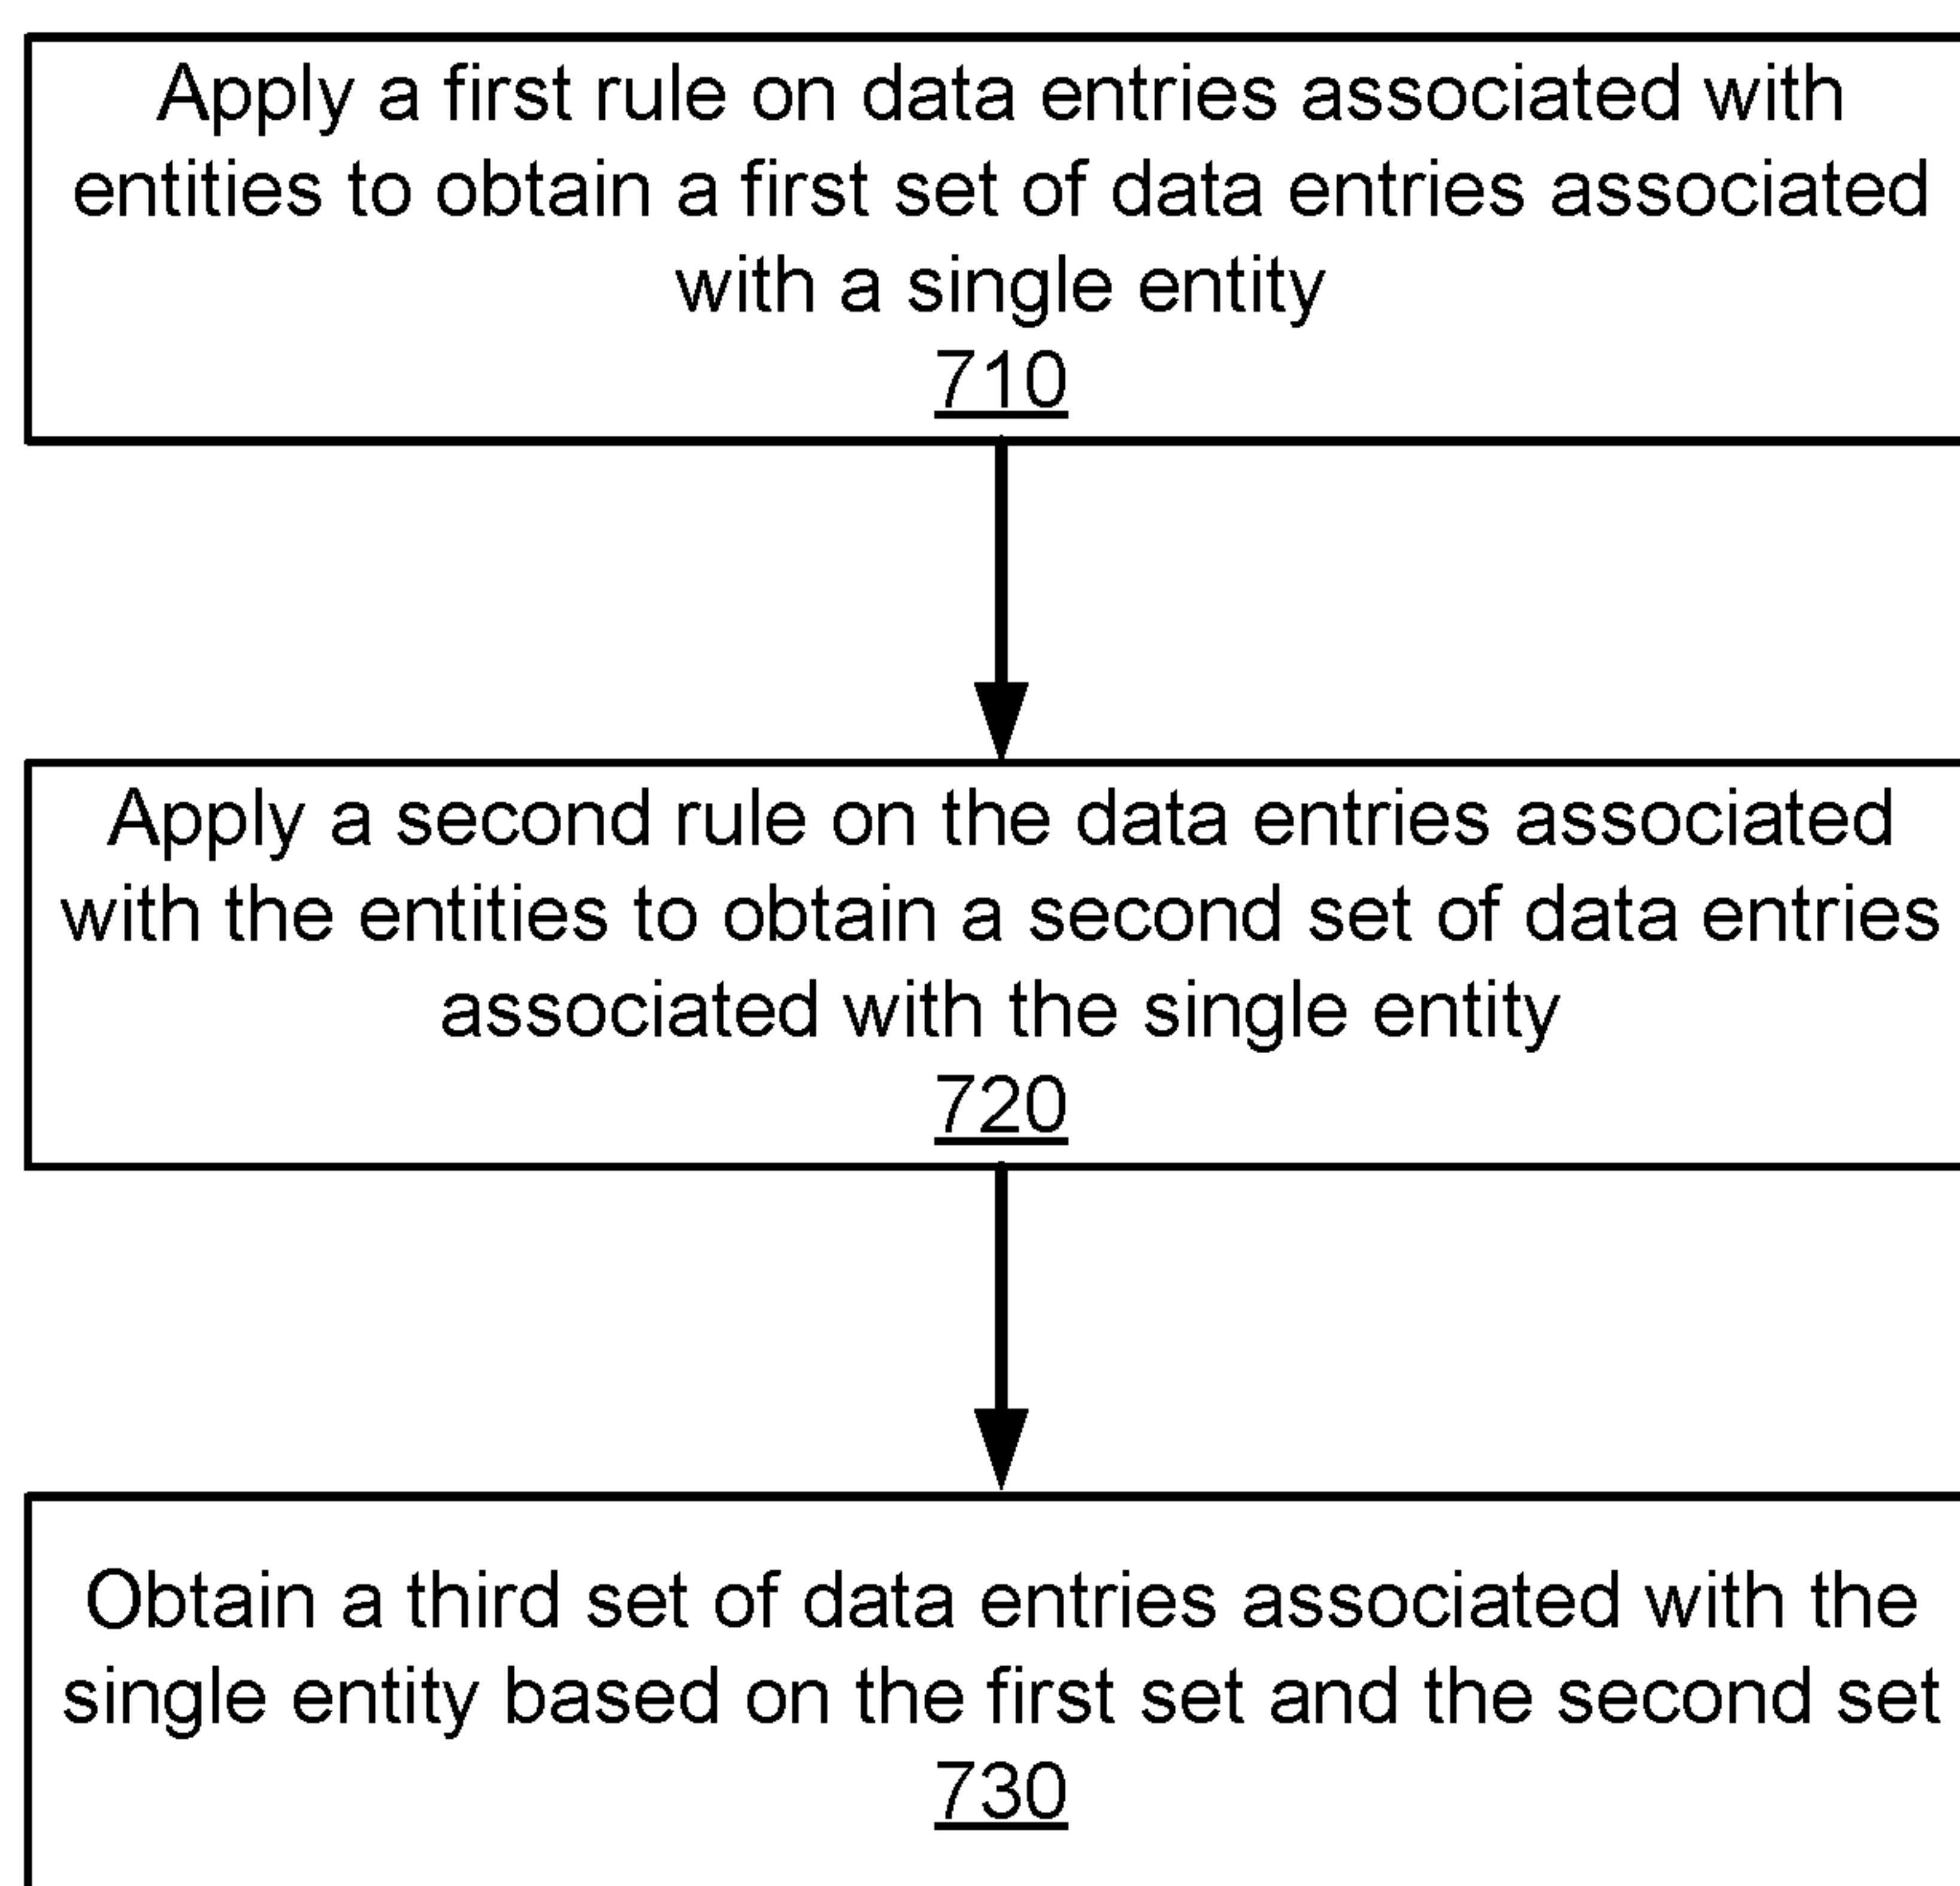 Apply a first rule on data entries associated with
entities to obtain a first set of data entries associated
with a single entity
710
Apply a second rule on the data entries associated
with the entities to obtain a second set of data entries
associated with the single entity
720
Obtain a third set of data entries associated with the
single entity based on the first set and the second set
730